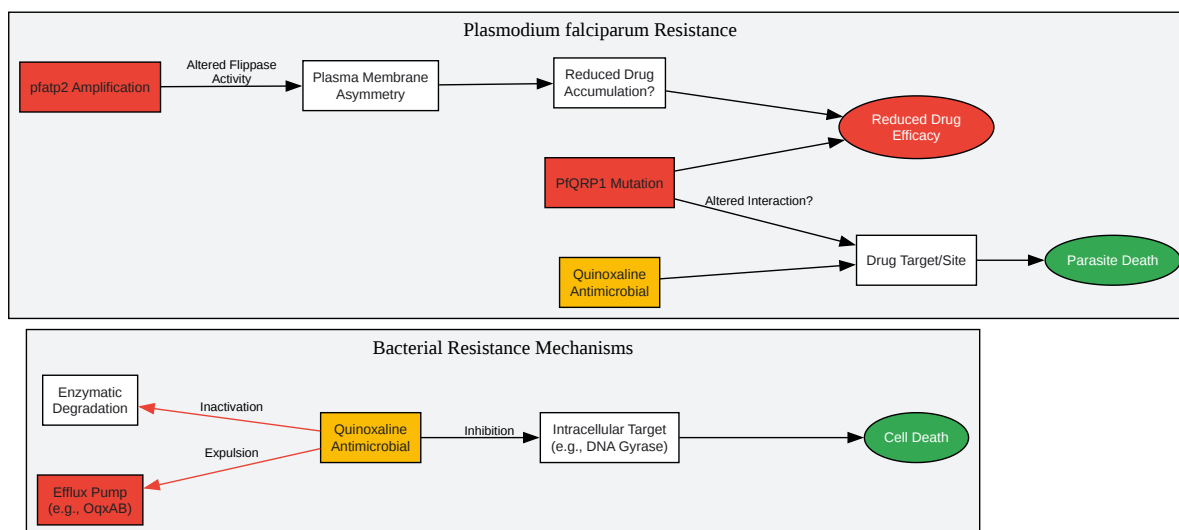 Plasmodium falciparum Resistance
pfatp2 Amplification
Altered Flippase
Activity
Plasma Membrane
Asymmetry
Reduced Drug
Accumulation?
Reduced Drug
Efficacy
PfQRP1 Mutation
Altered Interaction?
Quinoxaline
Antimicrobial
Drug Target/Site
Parasite Death
Bacterial Resistance Mechanisms
Enzymatic
Degradation
Inactivation
Quinoxaline
Antimicrobial
Inhibition
Intracellular Target
(e.g., DNA Gyrase)
Cell Death
Expulsion
Efflux Pump
(e.g., OqxAB)